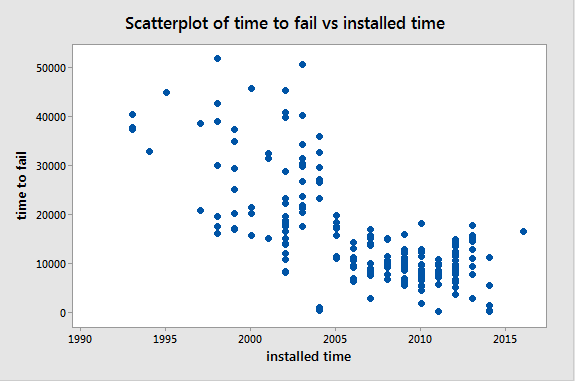 Scatterplot of time to fail vs installed time
50000
40000
30000
20000
10000
0
time to fail
1990 1995 2000 2005 2010 2015
installed time